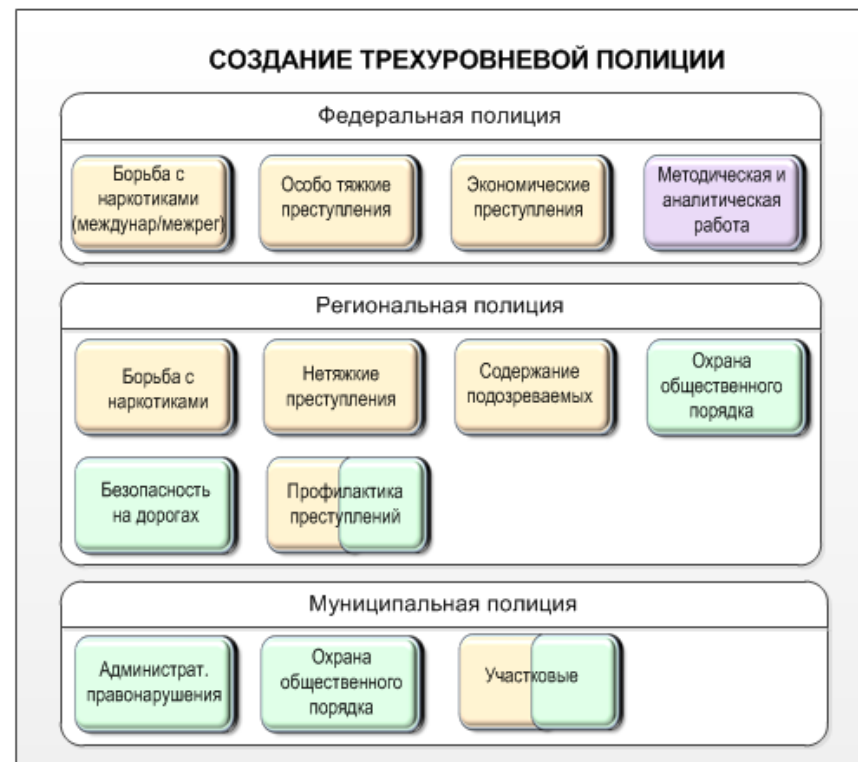 СОЗДАНИЕ ТРЕХУРОВНЕВОЙ ПОЛИЦИИ
Федеральная полиция
Борьба с
наркотиками
(междунар/межрег)
Особо тяжкие
преступления
Экономические
преступления
Методическая и
аналитическая
работа
Региональная полиция
Борьба с
наркотиками
Нетяжкие
преступления
Содержание
подозреваемых
Охрана
общественного
порядка
Безопасность
на дорогах
Профилактика
преступлений
Муниципальная полиция
Администрат.
правонарушения
Охрана
общественного
порядка
Участковые